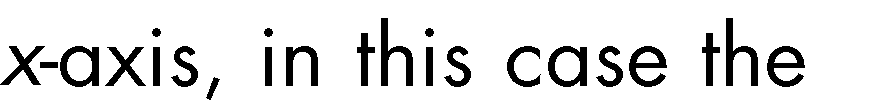 x-axis, in this case the